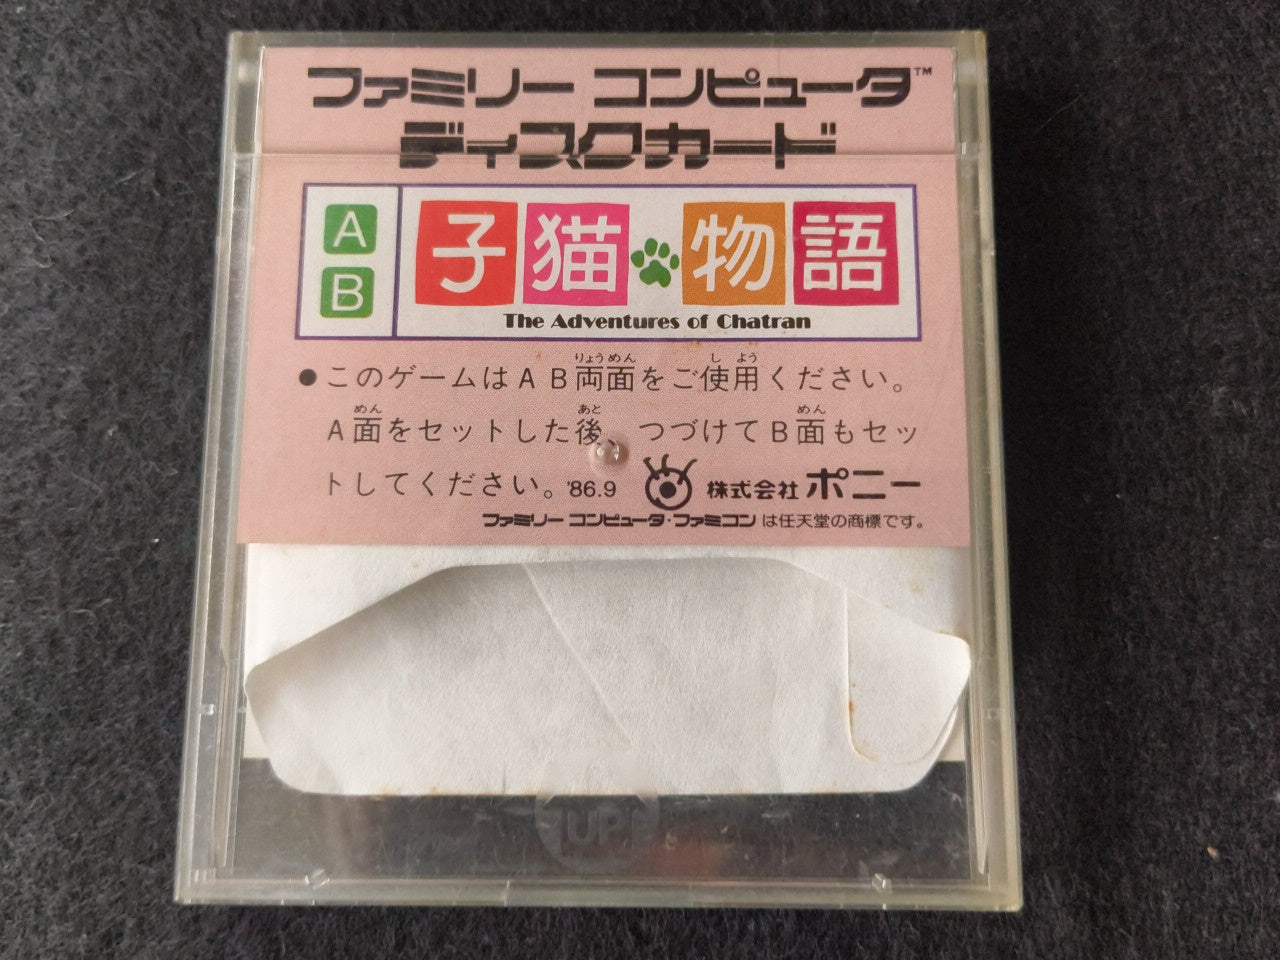 ファミリー コンピュータ™
ディスクカード
A
B
子猫物語
The Adventures of Chatran
●このゲームはAB両面をご使用ください。
A面をセットした後、つづけてB面もセッ
トしてください。'86.9 株式会社 ポニー
ファミリー コンピュータ・ファミコン は任天堂の商標です。
UP